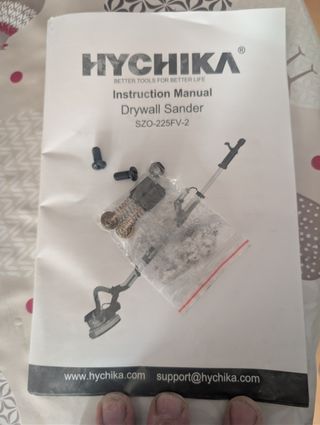 HYCHIKA®
BETTER TOOLS FOR BETTER LIFE
Instruction Manual
Drywall Sander
SZO-225FV-2
www.hychika.com support@hychika.com